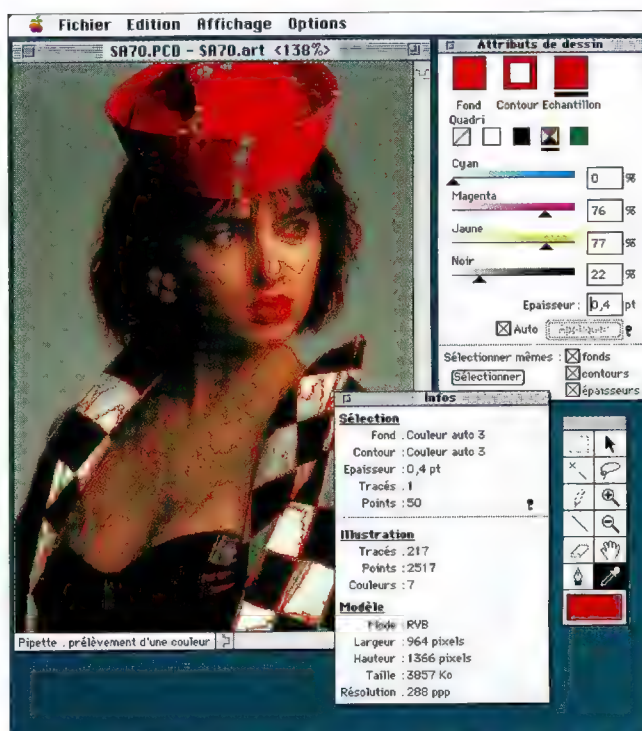 Fichier Edition Affichage Options
SA70.PCD - SA70.art <138%>
Attributs de dessin
Fond Contour Echantillon
Quadri
Cyan
0 %
Magenta
76 %
Jaune
77 %
Noir
22 %
Epaisseur : 0,4 pt
Auto Appliquer
Sélectionner mêmes : fonds
Sélectionner contours
épaisseurs
Infos
Sélection
Fond : Couleur auto 3
Contour : Couleur auto 3
Epaisseur : 0,4 pt
Tracés : 1
Points : 50
Illustration
Tracés : 217
Points : 2517
Couleurs : 7
Modèle
Mode : RVB
Largeur : 964 pixels
Hauteur : 1366 pixels
Taille : 3857 Ko
Résolution : 288 ppp
Pipette : prélèvement d'une couleur